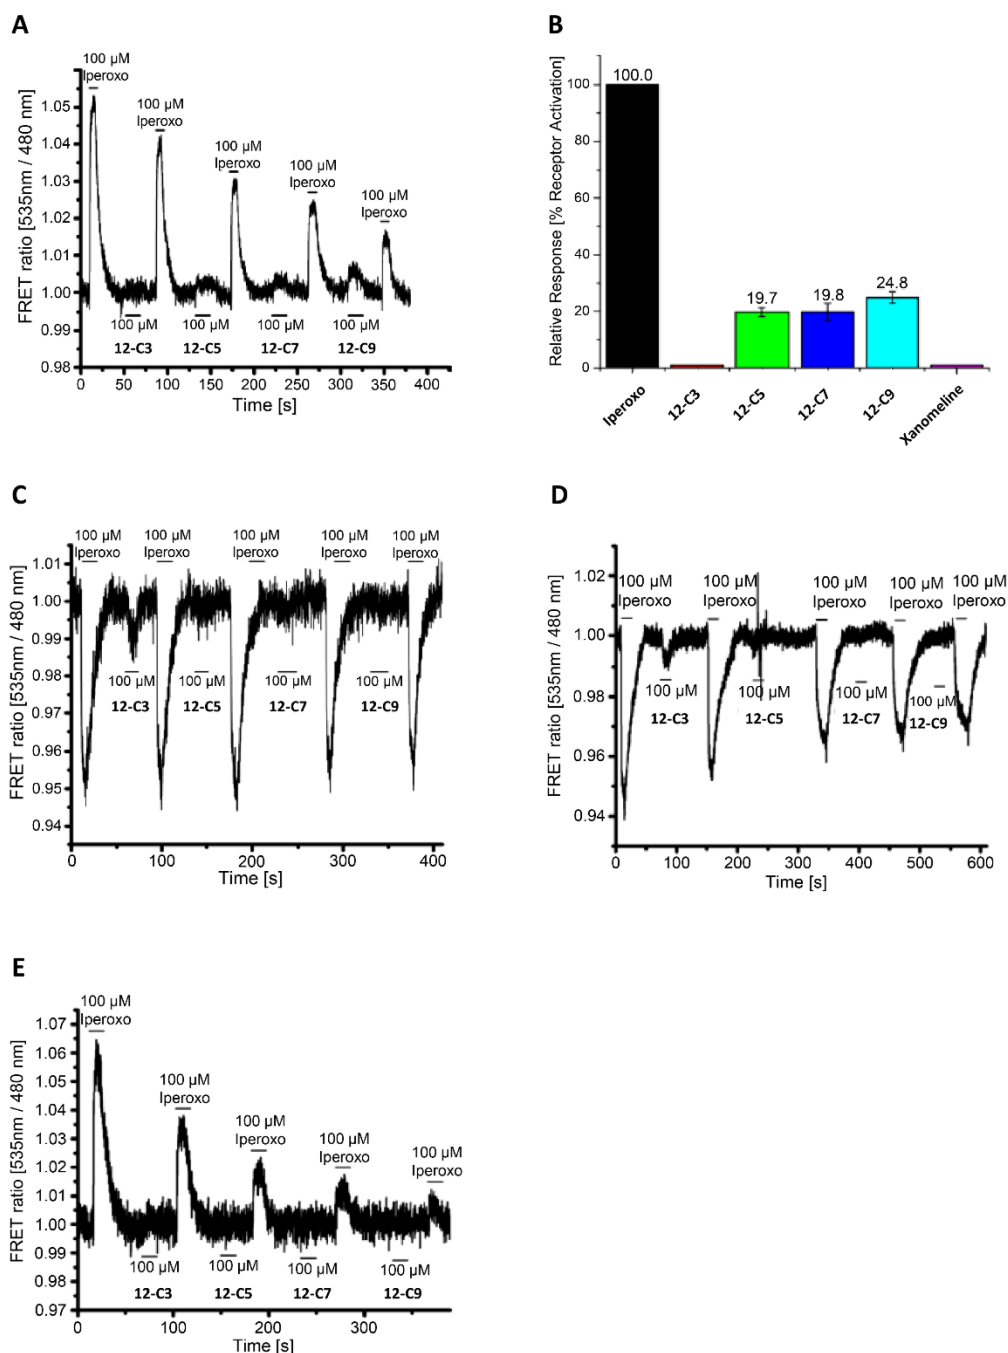 A
100 µM
Iperoxo
100 µM
Iperoxo
100 µM
Iperoxo
100 µM
Iperoxo
100 µM
Iperoxo
FRET ratio [535nm / 480 nm]
1.05
1.04
1.03
1.02
1.01
1.00
0.99
0.98
100 µM
100 µM
100 µM
100 µM
12-C3
12-C5
12-C7
12-C9
0
50
100
150
200
250
300
350
400
Time [s]
B
Relative Response [% Receptor Activation]
100
80
60
40
20
0
100.0
19.7
19.8
24.8
Iperoxo
12-C3
12-C5
12-C7
12-C9
Xanomeline
C
100 µM
Iperoxo
100 µM
Iperoxo
100 µM
Iperoxo
100 µM
Iperoxo
100 µM
Iperoxo
FRET ratio [535nm / 480 nm]
1.01
1.00
0.99
0.98
0.97
0.96
0.95
0.94
100 µM
100 µM
100 µM
100 µM
12-C3
12-C5
12-C7
12-C9
0
100
200
300
400
Time [s]
D
100 µM
Iperoxo
100 µM
Iperoxo
100 µM
Iperoxo
100 µM
Iperoxo
100 µM
Iperoxo
FRET ratio [535nm / 480 nm]
1.02
1.00
0.98
0.96
0.94
100 µM
100 µM
100 µM
100 µM
12-C3
12-C5
12-C7
12-C9
0
100
200
300
400
500
600
Time [s]
E
100 µM
Iperoxo
100 µM
Iperoxo
100 µM
Iperoxo
100 µM
Iperoxo
100 µM
Iperoxo
FRET ratio [535nm / 480 nm]
1.07
1.06
1.05
1.04
1.03
1.02
1.01
1.00
0.99
0.98
0.97
100 µM
100 µM
100 µM
100 µM
12-C3
12-C5
12-C7
12-C9
0
100
200
300
Time [s]